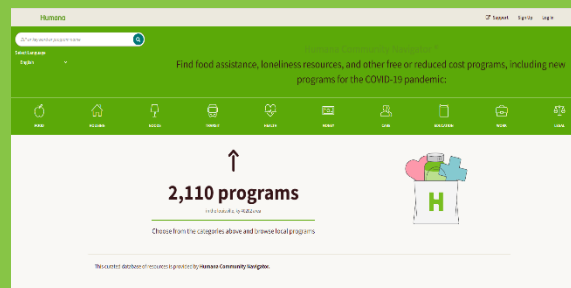 Humana
Support Sign Up Log In
Select Language
English
Humana Community Navigator
Find food assistance, loneliness resources, and other free or reduced cost programs, including new
programs for the COVID-19 pandemic:
FOOD HOUSING GOODS TRANSIT HEALTH MONEY CARE EDUCATION WORK LEGAL
2,110 programs
Choose from the categories above and browse local programs
H
This curated database of resources is provided by Humana Community Navigator.